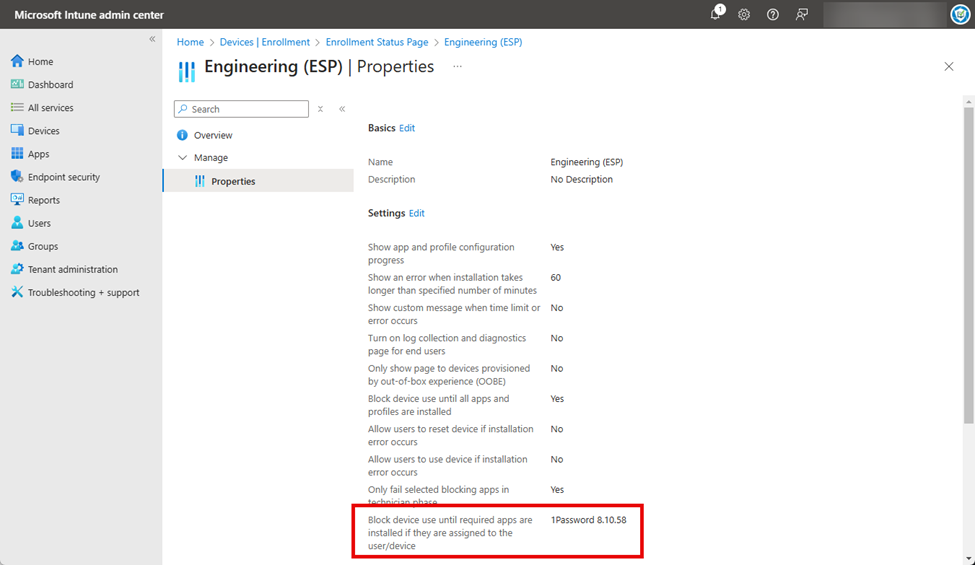 Microsoft Intune admin center
1
«
Home
Dashboard
All services
Devices
Apps
Endpoint security
Reports
Users
Groups
Tenant administration
Troubleshooting + support
Home > Devices | Enrollment > Enrollment Status Page > Engineering (ESP)
Engineering (ESP) | Properties ...
Search
«
Overview
Manage
Properties
Basics Edit
Name Engineering (ESP)
Description No Description
Settings Edit
Show app and profile configuration Yes
progress
Show an error when installation takes 60
longer than specified number of minutes
Show custom message when time limit or No
error occurs
Turn on log collection and diagnostics No
page for end users
Only show page to devices provisioned No
by out-of-box experience (OOBE)
Block device use until all apps and Yes
profiles are installed
Allow users to reset device if installation No
error occurs
Allow users to use device if installation No
error occurs
Only fail selected blocking apps in Yes
technician phase
Block device use until required apps are 1Password 8.10.58
installed if they are assigned to the
user/device